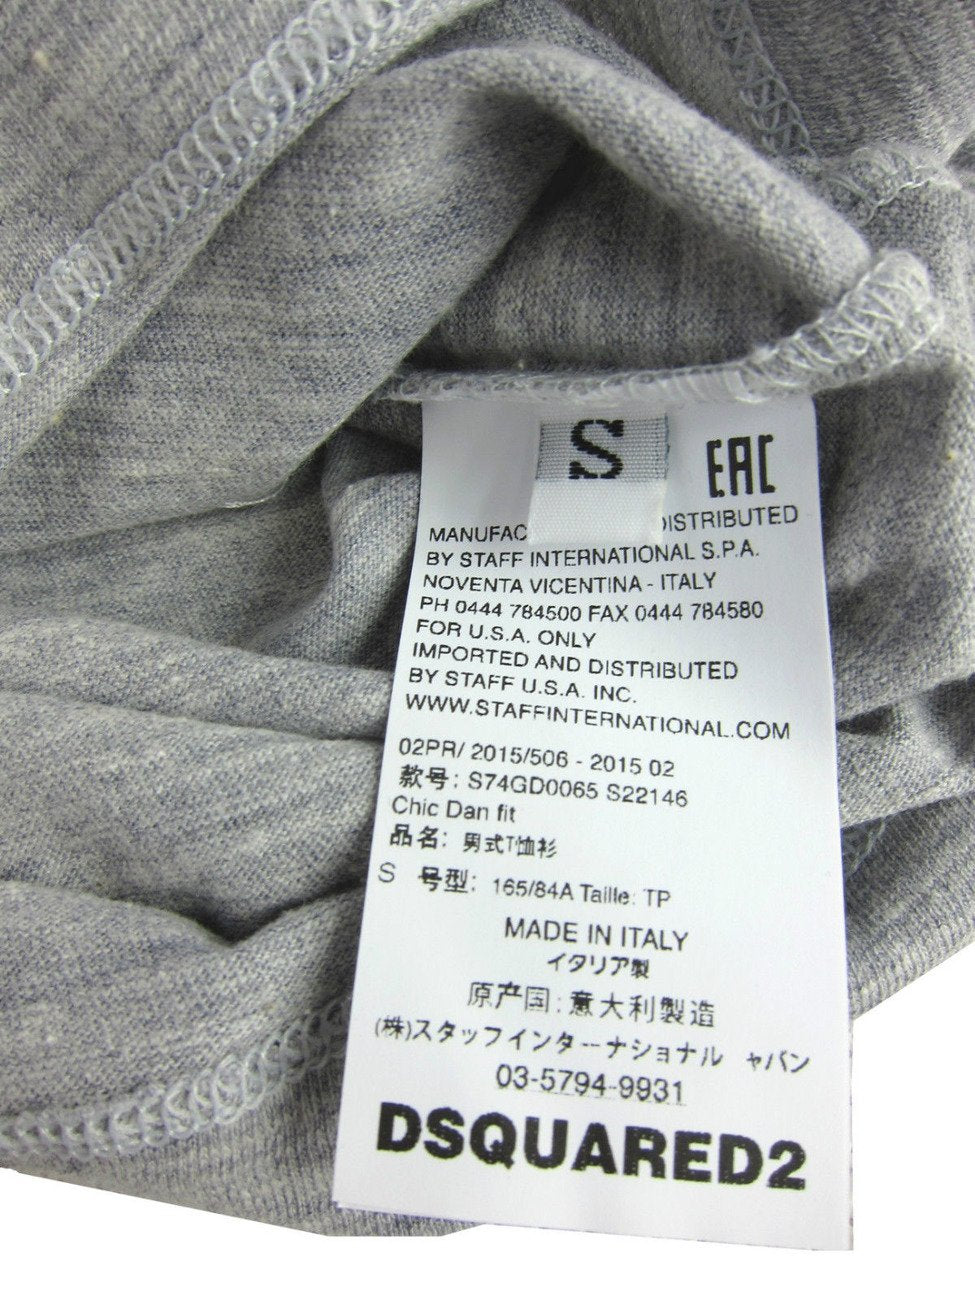 S
EAC
MANUFAC DISTRIBUTED
BY STAFF INTERNATIONAL S.P.A.
NOVENTA VICENTINA - ITALY
PH 0444 784500 FAX 0444 784580
FOR U.S.A. ONLY
IMPORTED AND DISTRIBUTED
BY STAFF U.S.A. INC.
WWW.STAFFINTERNATIONAL.COM
02PR/ 2015/506 - 2015 02
款号: S74GD0065 S22146
Chic Dan fit
品名: 男式T恤衫
S 号型: 165/84A Taille: TP
MADE IN ITALY
イタリア製
原产国: 意大利製造
(株)スタッフインターナショナル ャパン
03-5794-9931
DSQUARED2